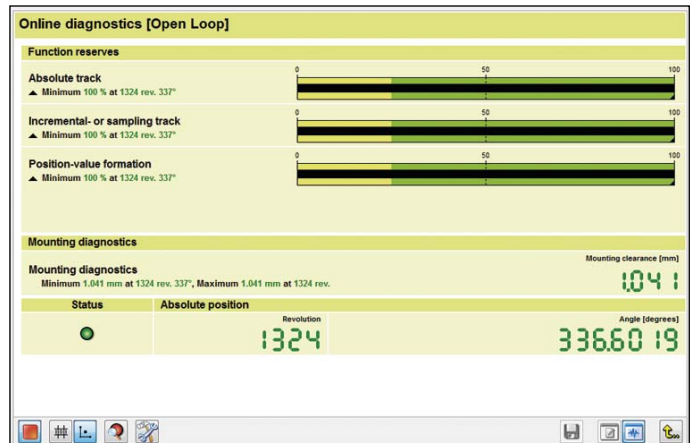 Online diagnostics [Open Loop]
Function reserves
Absolute track
0 50 100
▲ Minimum 100 % at 1324 rev. 337°
Incremental- or sampling track
0 50 100
▲ Minimum 100 % at 1324 rev. 337°
Position-value formation
0 50 100
▲ Minimum 100 % at 1324 rev. 337°
Mounting diagnostics
Mounting clearance [mm]
Mounting diagnostics
Minimum 1.041 mm at 1324 rev. 337°, Maximum 1.041 mm at 1324 rev.
1.041
Status Absolute position
Revolution Angle [degrees]
1324 336.6019